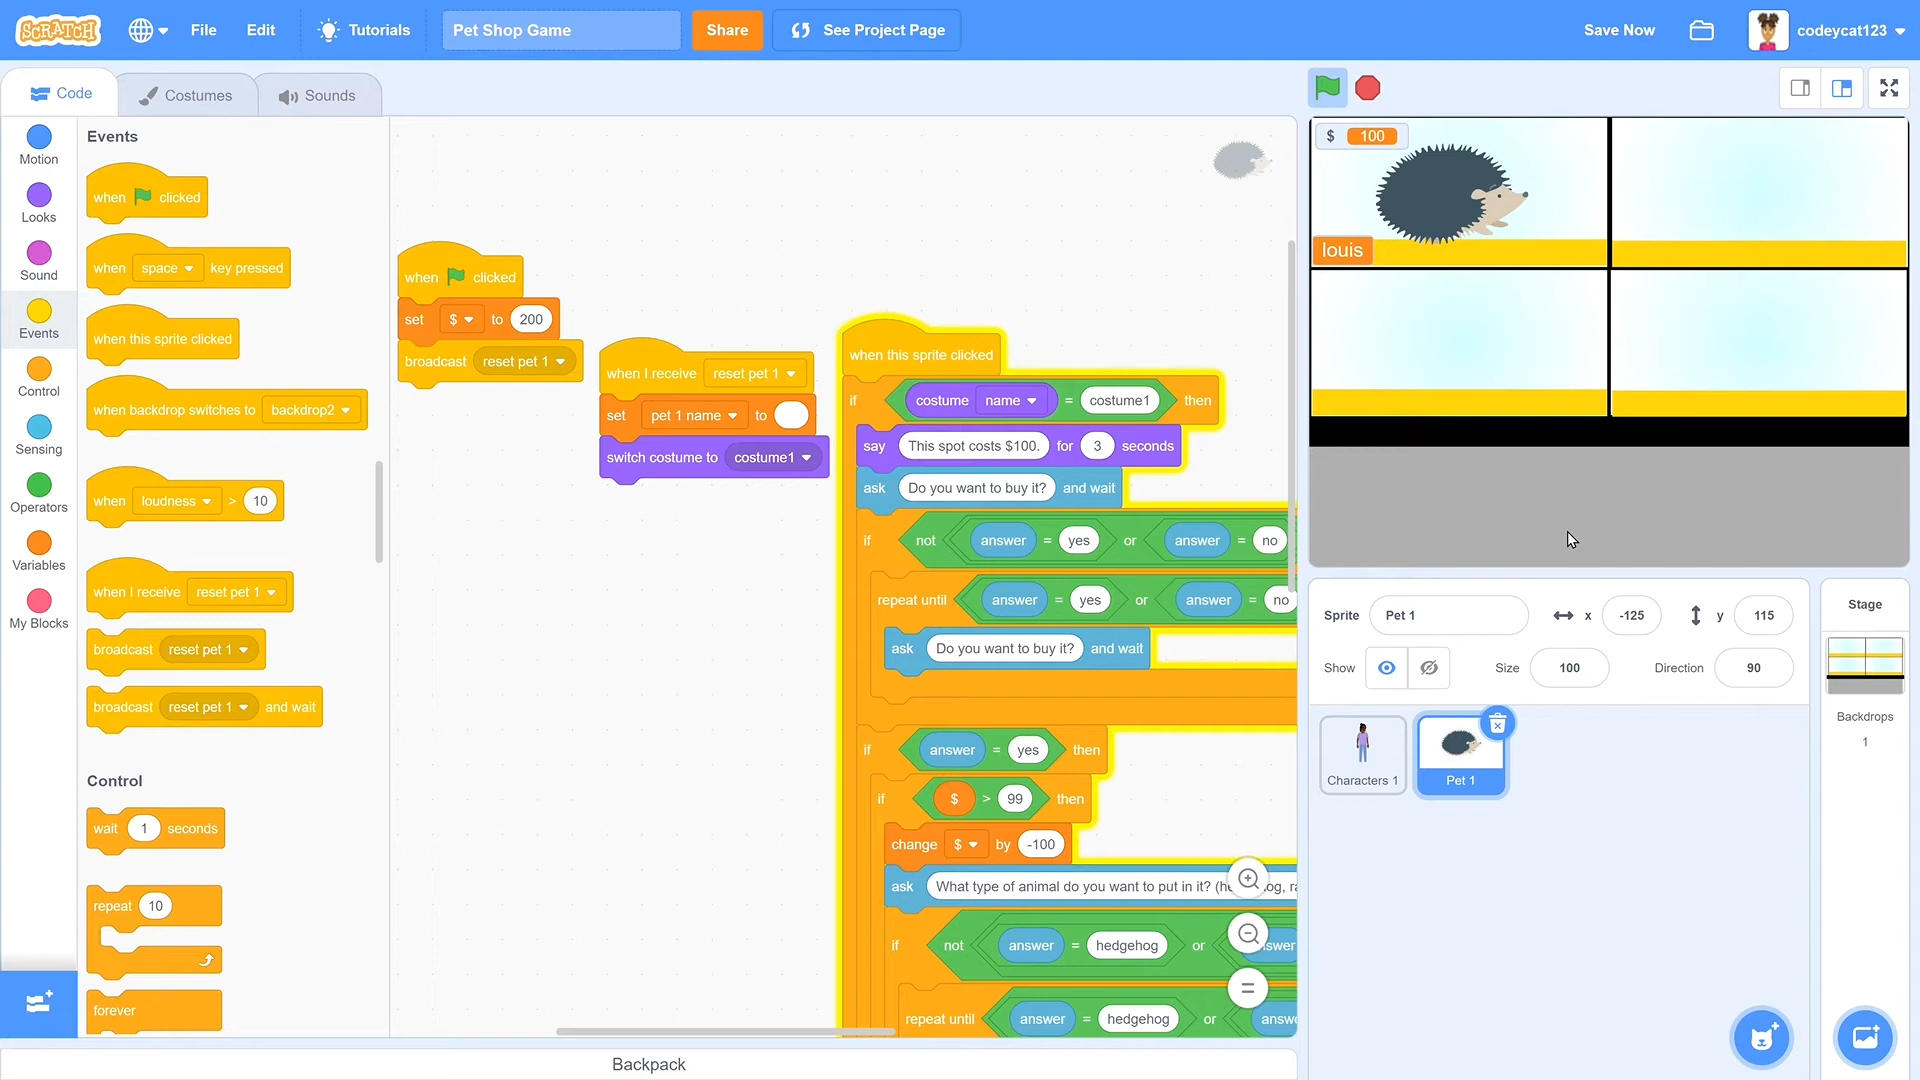 SCRATCH File Edit Tutorials Pet Shop Game Share See Project Page Save Now codeycat123
Code Costumes Sounds
Motion
Looks
Sound
Events
Control
Sensing
Operators
Variables
My Blocks
Events
when clicked
when space key pressed
when this sprite clicked
when backdrop switches to backdrop2
when loudness > 10
when I receive reset pet 1
broadcast reset pet 1
broadcast reset pet 1 and wait
Control
wait 1 seconds
repeat 10
forever
when clicked
set $ to 200
broadcast reset pet 1
when I receive reset pet 1
set pet 1 name to
switch costume to costume1
when this sprite clicked
if costume name = costume1 then
say This spot costs $100. for 3 seconds
ask Do you want to buy it? and wait
if not answer = yes or answer = no
repeat until answer = yes or answer = no
ask Do you want to buy it? and wait
if answer = yes then
if $ > 99 then
change $ by -100
ask What type of animal do you want to put in it?
if not answer = hedgehog or answer
repeat until answer = hedgehog or
Backpack
$ 100
louis
Sprite Pet 1 x -125 y 115
Show Size 100 Direction 90
Characters 1
Pet 1
Stage
Backdrops
1